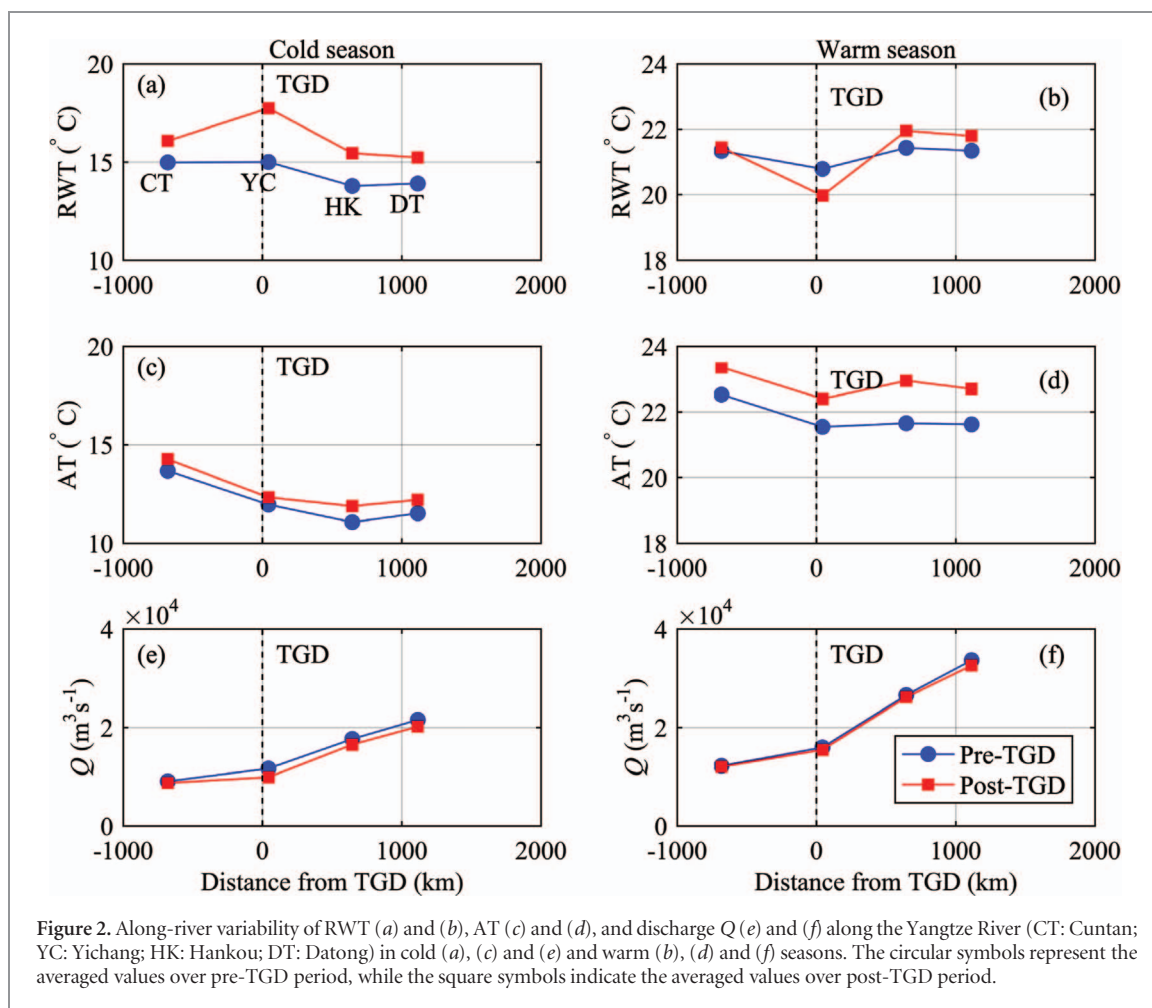 Cold season
Warm season
20
(a)
TGD
15
10
RWT (° C)
CT
YC
HK
DT
-1000
0
1000
2000
24
TGD
(b)
22
20
18
RWT (° C)
-1000
0
1000
2000
20
(c)
TGD
15
10
AT (° C)
-1000
0
1000
2000
24
TGD
(d)
22
20
18
AT (° C)
-1000
0
1000
2000
×10⁴
4
(e)
TGD
2
0
Q (m³s⁻¹)
-1000
0
1000
2000
Distance from TGD (km)
×10⁴
4
TGD
(f)
2
0
Q (m³s⁻¹)
Pre-TGD
Post-TGD
-1000
0
1000
2000
Distance from TGD (km)
Figure 2. Along-river variability of RWT (a) and (b), AT (c) and (d), and discharge Q (e) and (f) along the Yangtze River (CT: Cuntan;
YC: Yichang; HK: Hankou; DT: Datong) in cold (a), (c) and (e) and warm (b), (d) and (f) seasons. The circular symbols represent the
averaged values over pre-TGD period, while the square symbols indicate the averaged values over post-TGD period.